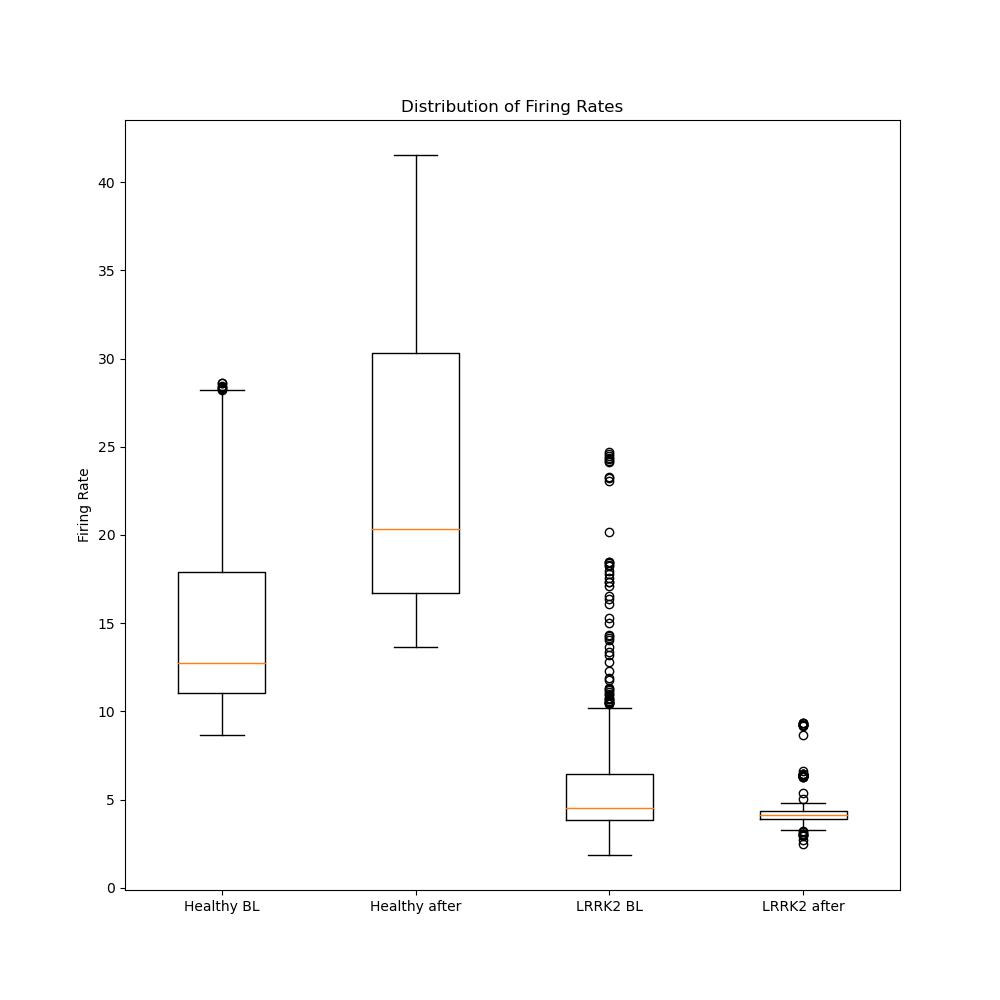 Distribution of Firing Rates
Firing Rate
40
35
30
25
20
15
10
5
0
Healthy BL
Healthy after
LRRK2 BL
LRRK2 after